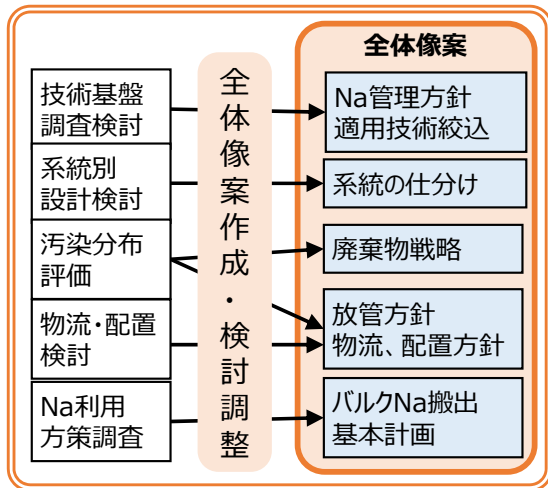 技術基盤
調査検討
系統別
設計検討
汚染分布
評価
物流・配置
検討
Na利用
方策調査
全体像案作成・検討調整
全体像案
Na管理方針
適用技術絞込
系統の仕分け
廃棄物戦略
放管方針
物流、配置方針
バルクNa搬出
基本計画